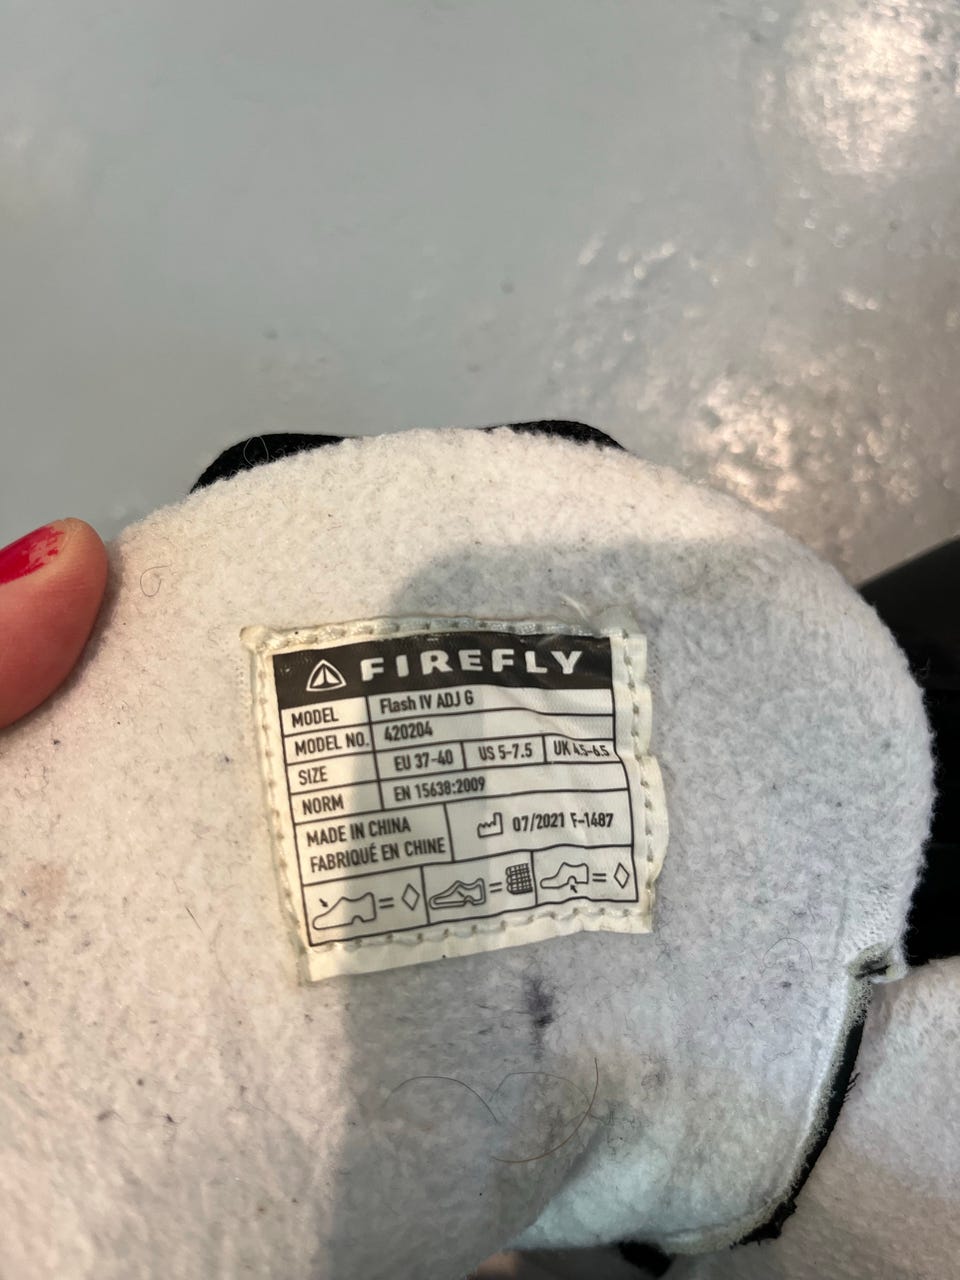 FIREFLY
MODEL Flash IV ADJ G
MODEL NO. 420204
SIZE EU 37-40 US 5-7.5 UK 4.5-6.5
NORM EN 15638:2009
MADE IN CHINA
FABRIQUÉ EN CHINE
07/2021 F-1487